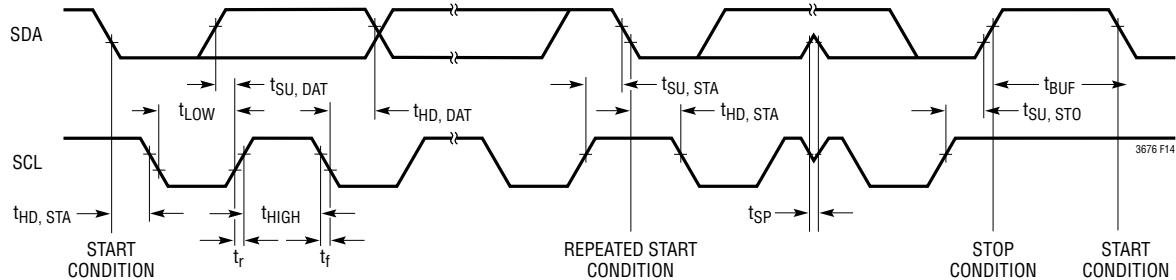 SDA
tSU, DAT
tSU, STA
tBUF
tLOW
tHD, DAT
tHD, STA
tSU, STO
SCL
3676 F14
tHD, STA
tHIGH
tSP
tr
tf
START
CONDITION
REPEATED START
CONDITION
STOP
CONDITION
START
CONDITION